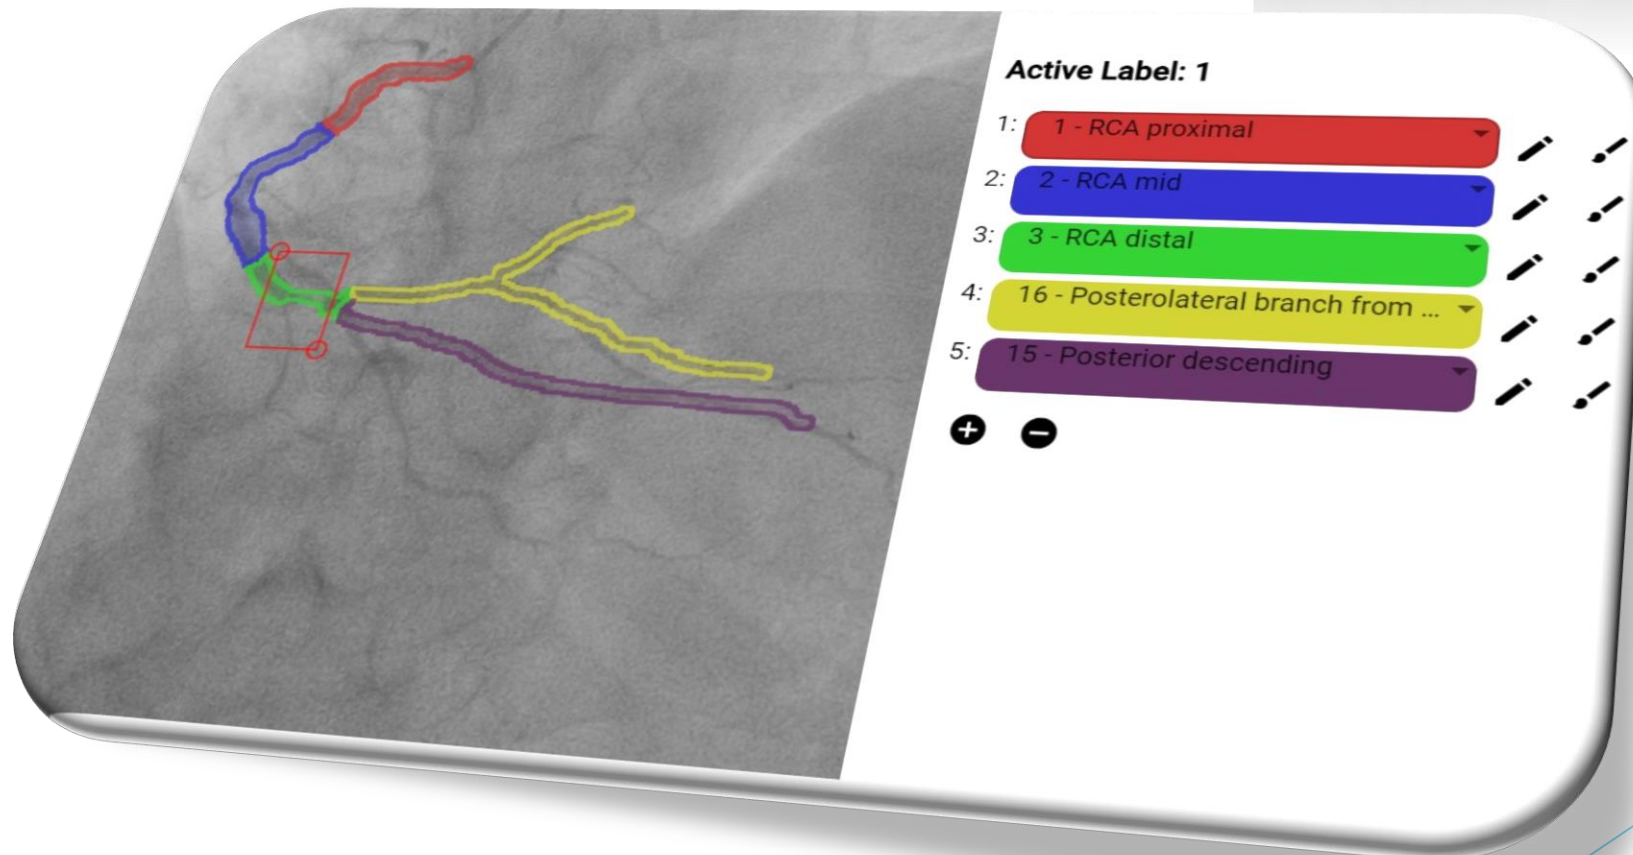 Active Label: 1
1: 1 - RCA proximal
2: 2 - RCA mid
3: 3 - RCA distal
4: 16 - Posterolateral branch from ...
5: 15 - Posterior descending